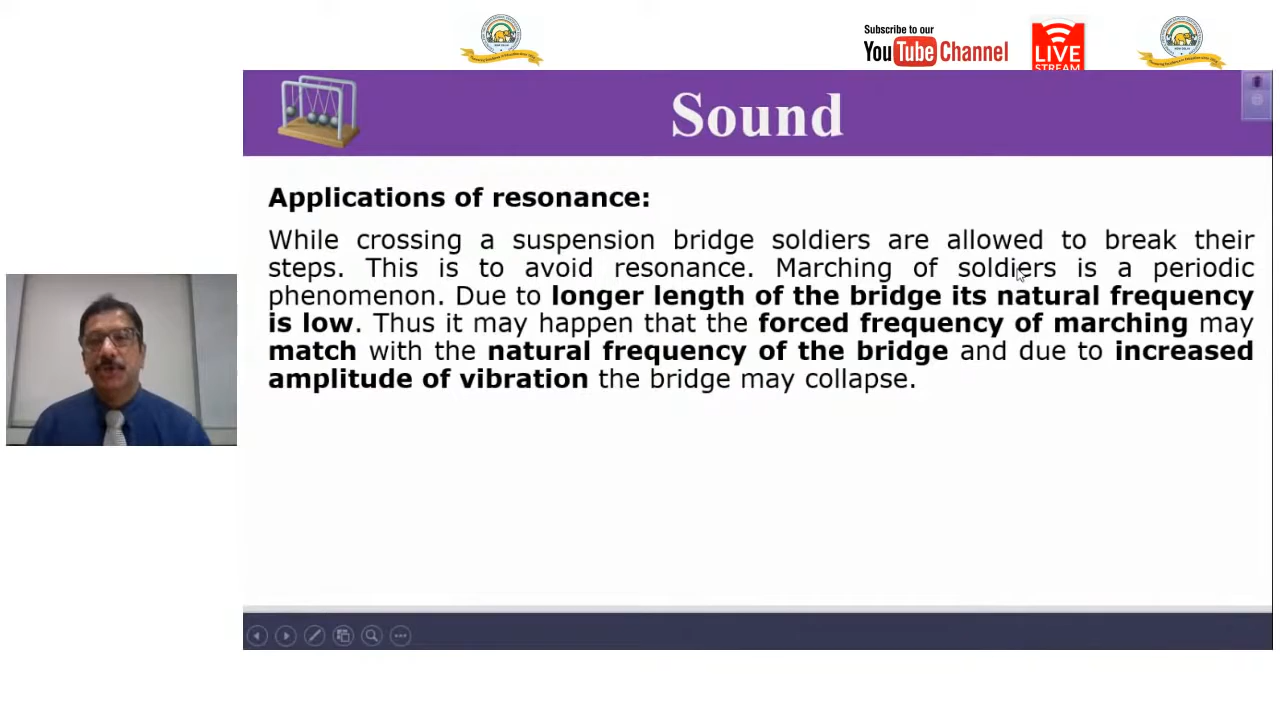 Subscribe to our
YouTube Channel
LIVE
STREAM
Sound
Applications of resonance:
While crossing a suspension bridge soldiers are allowed to break their
steps. This is to avoid resonance. Marching of soldiers is a periodic
phenomenon. Due to longer length of the bridge its natural frequency
is low. Thus it may happen that the forced frequency of marching may
match with the natural frequency of the bridge and due to increased
amplitude of vibration the bridge may collapse.